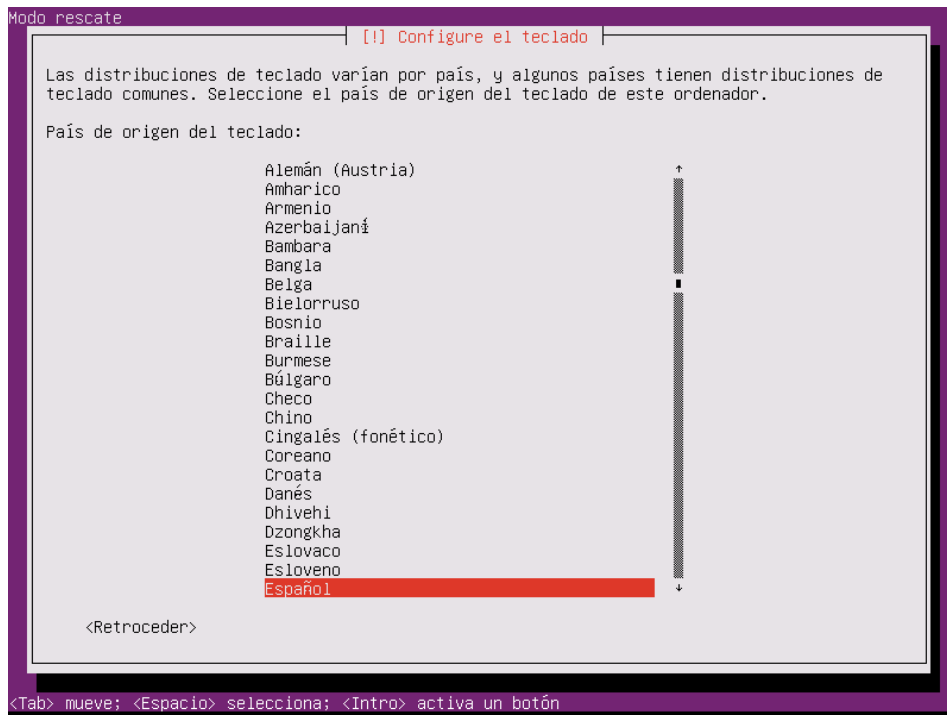 Modo rescate
[!] Configure el teclado
Las distribuciones de teclado varían por país, y algunos países tienen distribuciones de
teclado comunes. Seleccione el país de origen del teclado de este ordenador.
País de origen del teclado:
Alemán (Austria)
Amharico
Armenio
Azerbaijaní
Bambara
Bangla
Belga
Bielorruso
Bosnio
Braille
Burmese
Búlgaro
Checo
Chino
Cingalés (fonético)
Coreano
Croata
Danés
Dhivehi
Dzongkha
Eslovaco
Esloveno
Español
<Retroceder>
<Tab> mueve; <Espacio> selecciona; <Intro> activa un botón